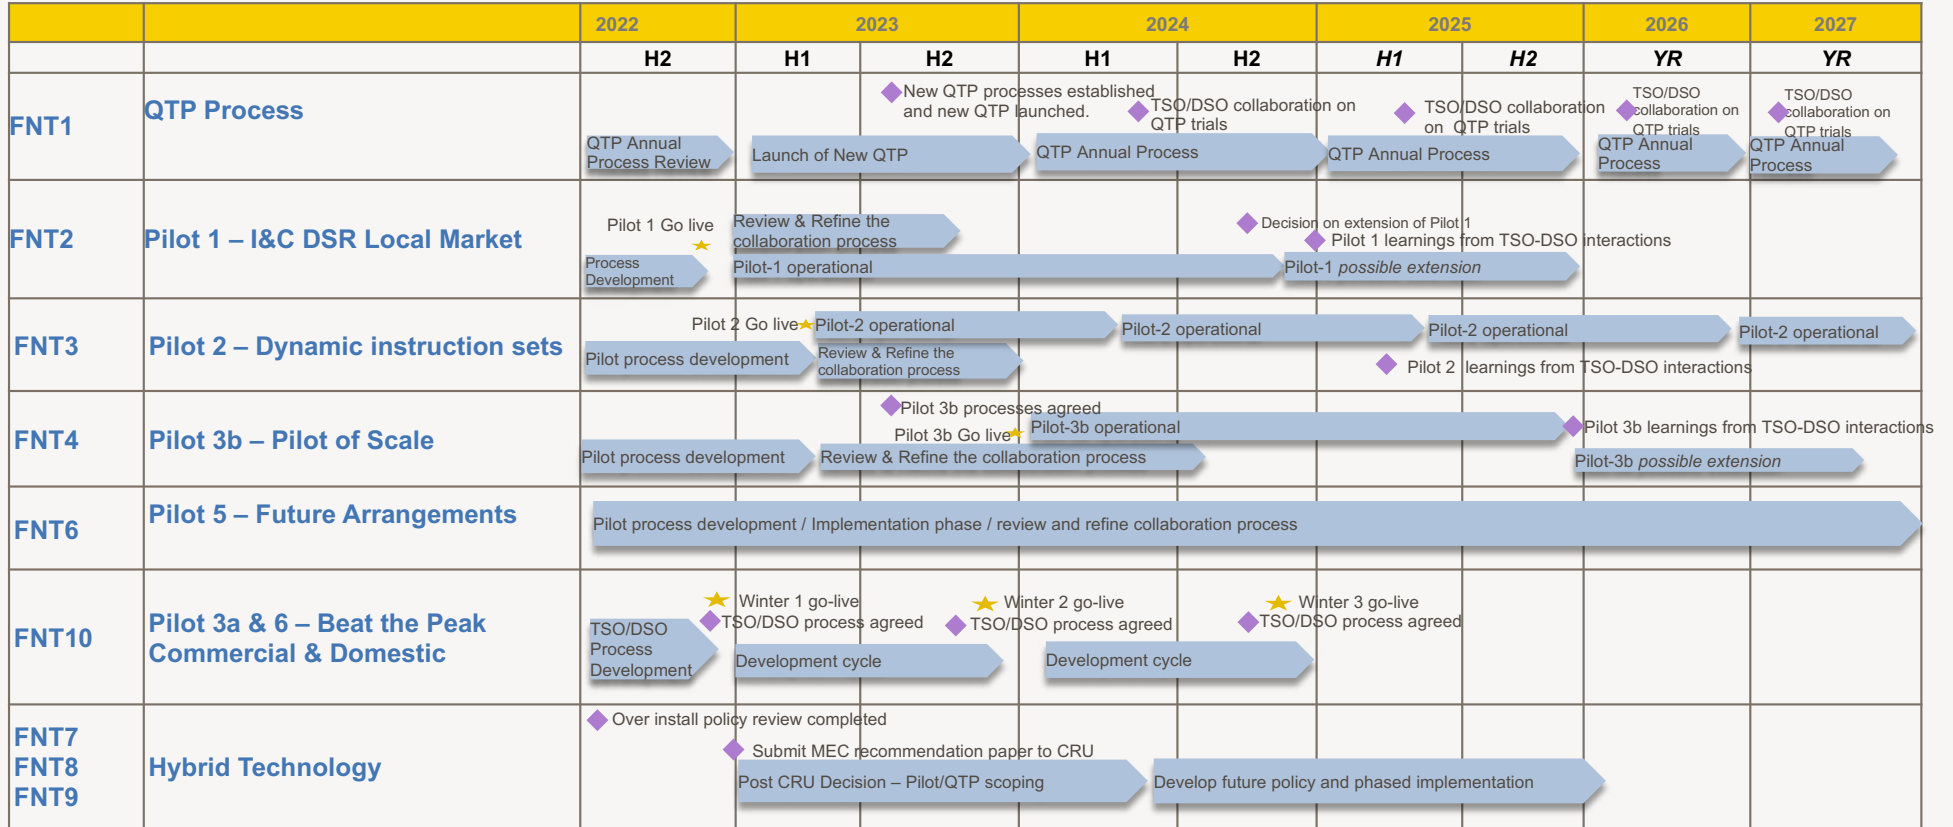 2022
2023
2024
2025
2026
2027
H2
H1
H2
H1
H2
H1
H2
YR
YR
FNT1
QTP Process
New QTP processes established
and new QTP launched.
TSO/DSO collaboration on
QTP trials
TSO/DSO collaboration
on QTP trials
TSO/DSO
collaboration on
QTP trials
TSO/DSO
collaboration on
QTP trials
QTP Annual
Process Review
Launch of New QTP
QTP Annual Process
QTP Annual Process
QTP Annual
Process
QTP Annual
Process
FNT2
Pilot 1 – I&C DSR Local Market
Pilot 1 Go live
Review & Refine the
collaboration process
Decision on extension of Pilot 1
Pilot 1 learnings from TSO-DSO interactions
Process
Development
Pilot-1 operational
Pilot-1 possible extension
FNT3
Pilot 2 – Dynamic instruction sets
Pilot 2 Go live
Pilot-2 operational
Pilot-2 operational
Pilot-2 operational
Pilot-2 operational
Pilot process development
Review & Refine the
collaboration process
Pilot 2 learnings from TSO-DSO interactions
FNT4
Pilot 3b – Pilot of Scale
Pilot 3b processes agreed
Pilot 3b Go live
Pilot-3b operational
Pilot 3b learnings from TSO-DSO interactions
Pilot process development
Review & Refine the collaboration process
Pilot-3b possible extension
FNT6
Pilot 5 – Future Arrangements
Pilot process development / Implementation phase / review and refine collaboration process
FNT10
Pilot 3a & 6 – Beat the Peak
Commercial & Domestic
Winter 1 go-live
TSO/DSO process agreed
Winter 2 go-live
TSO/DSO process agreed
Winter 3 go-live
TSO/DSO process agreed
TSO/DSO
Process
Development
Development cycle
Development cycle
FNT7
FNT8
FNT9
Hybrid Technology
Over install policy review completed
Submit MEC recommendation paper to CRU
Post CRU Decision – Pilot/QTP scoping
Develop future policy and phased implementation